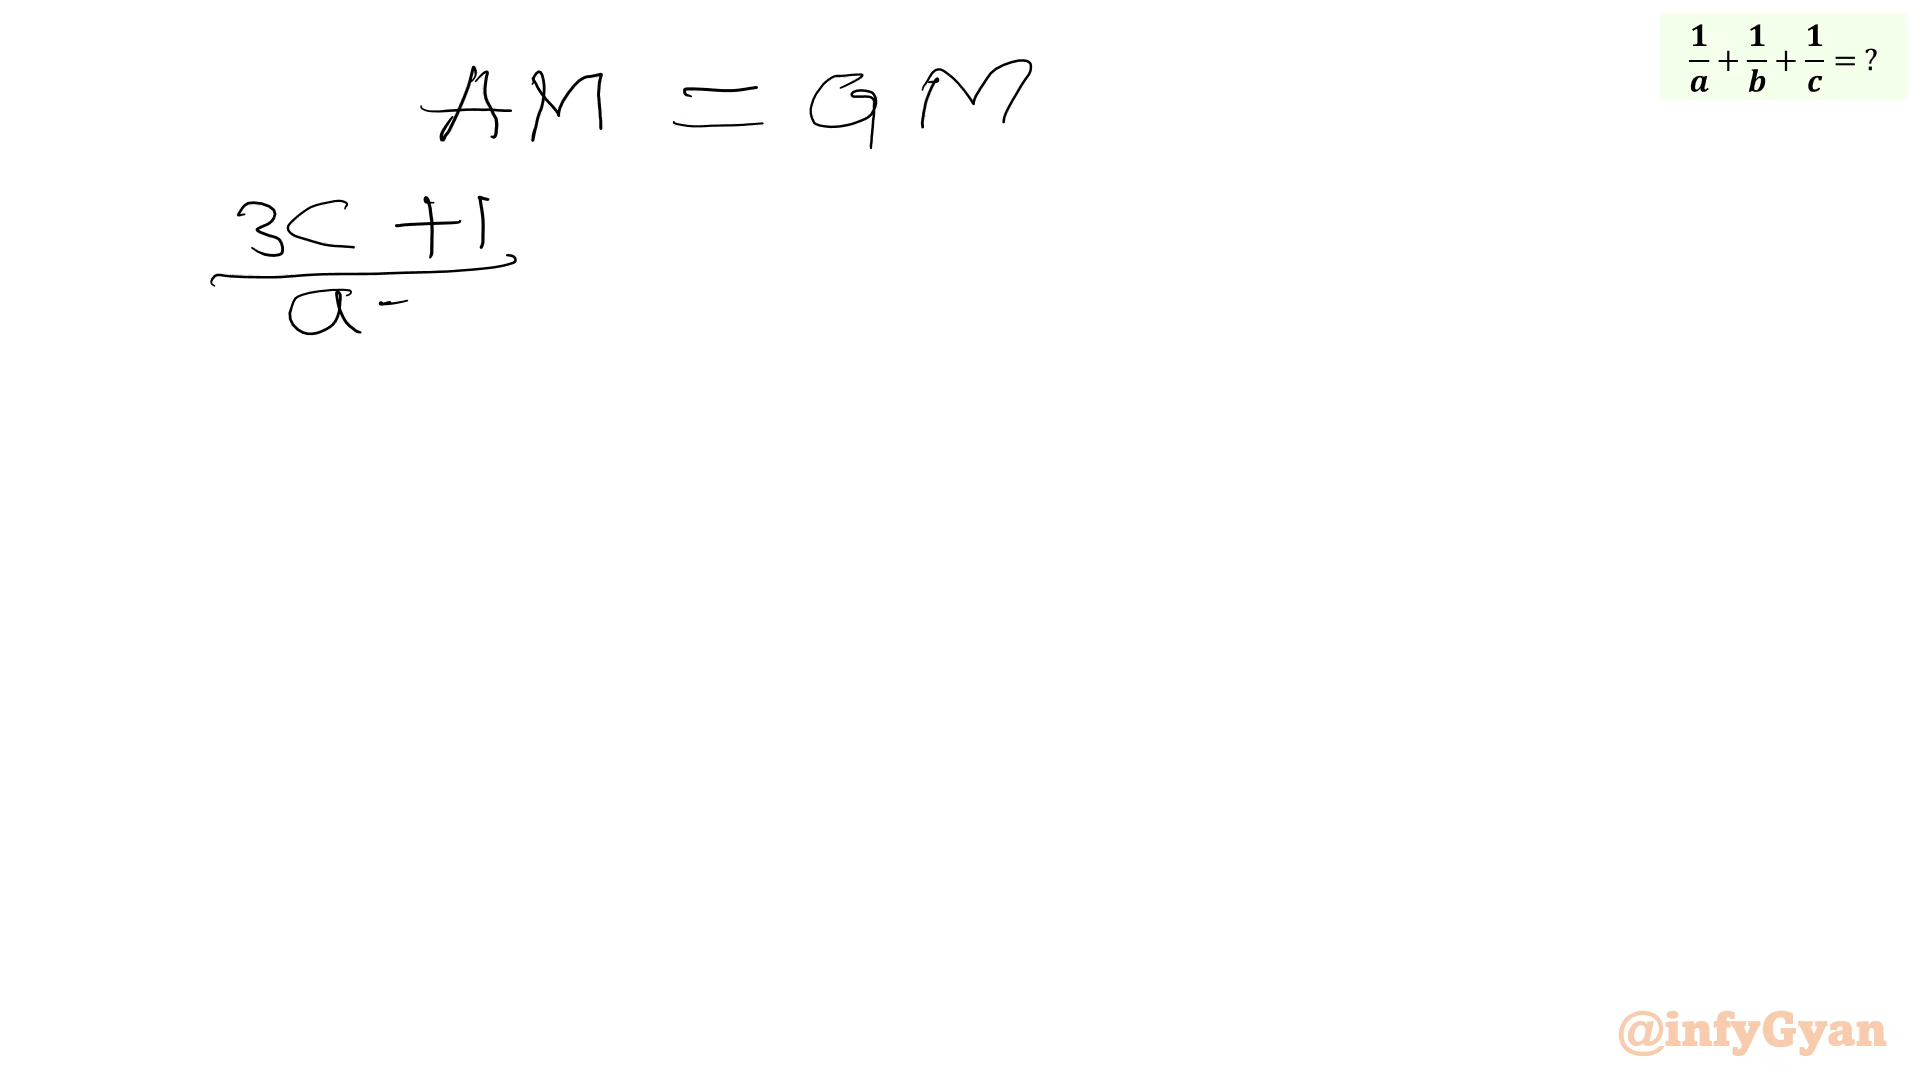 AM = GM
1/a + 1/b + 1/c = ?
3c + 1
a -
@infyGyan